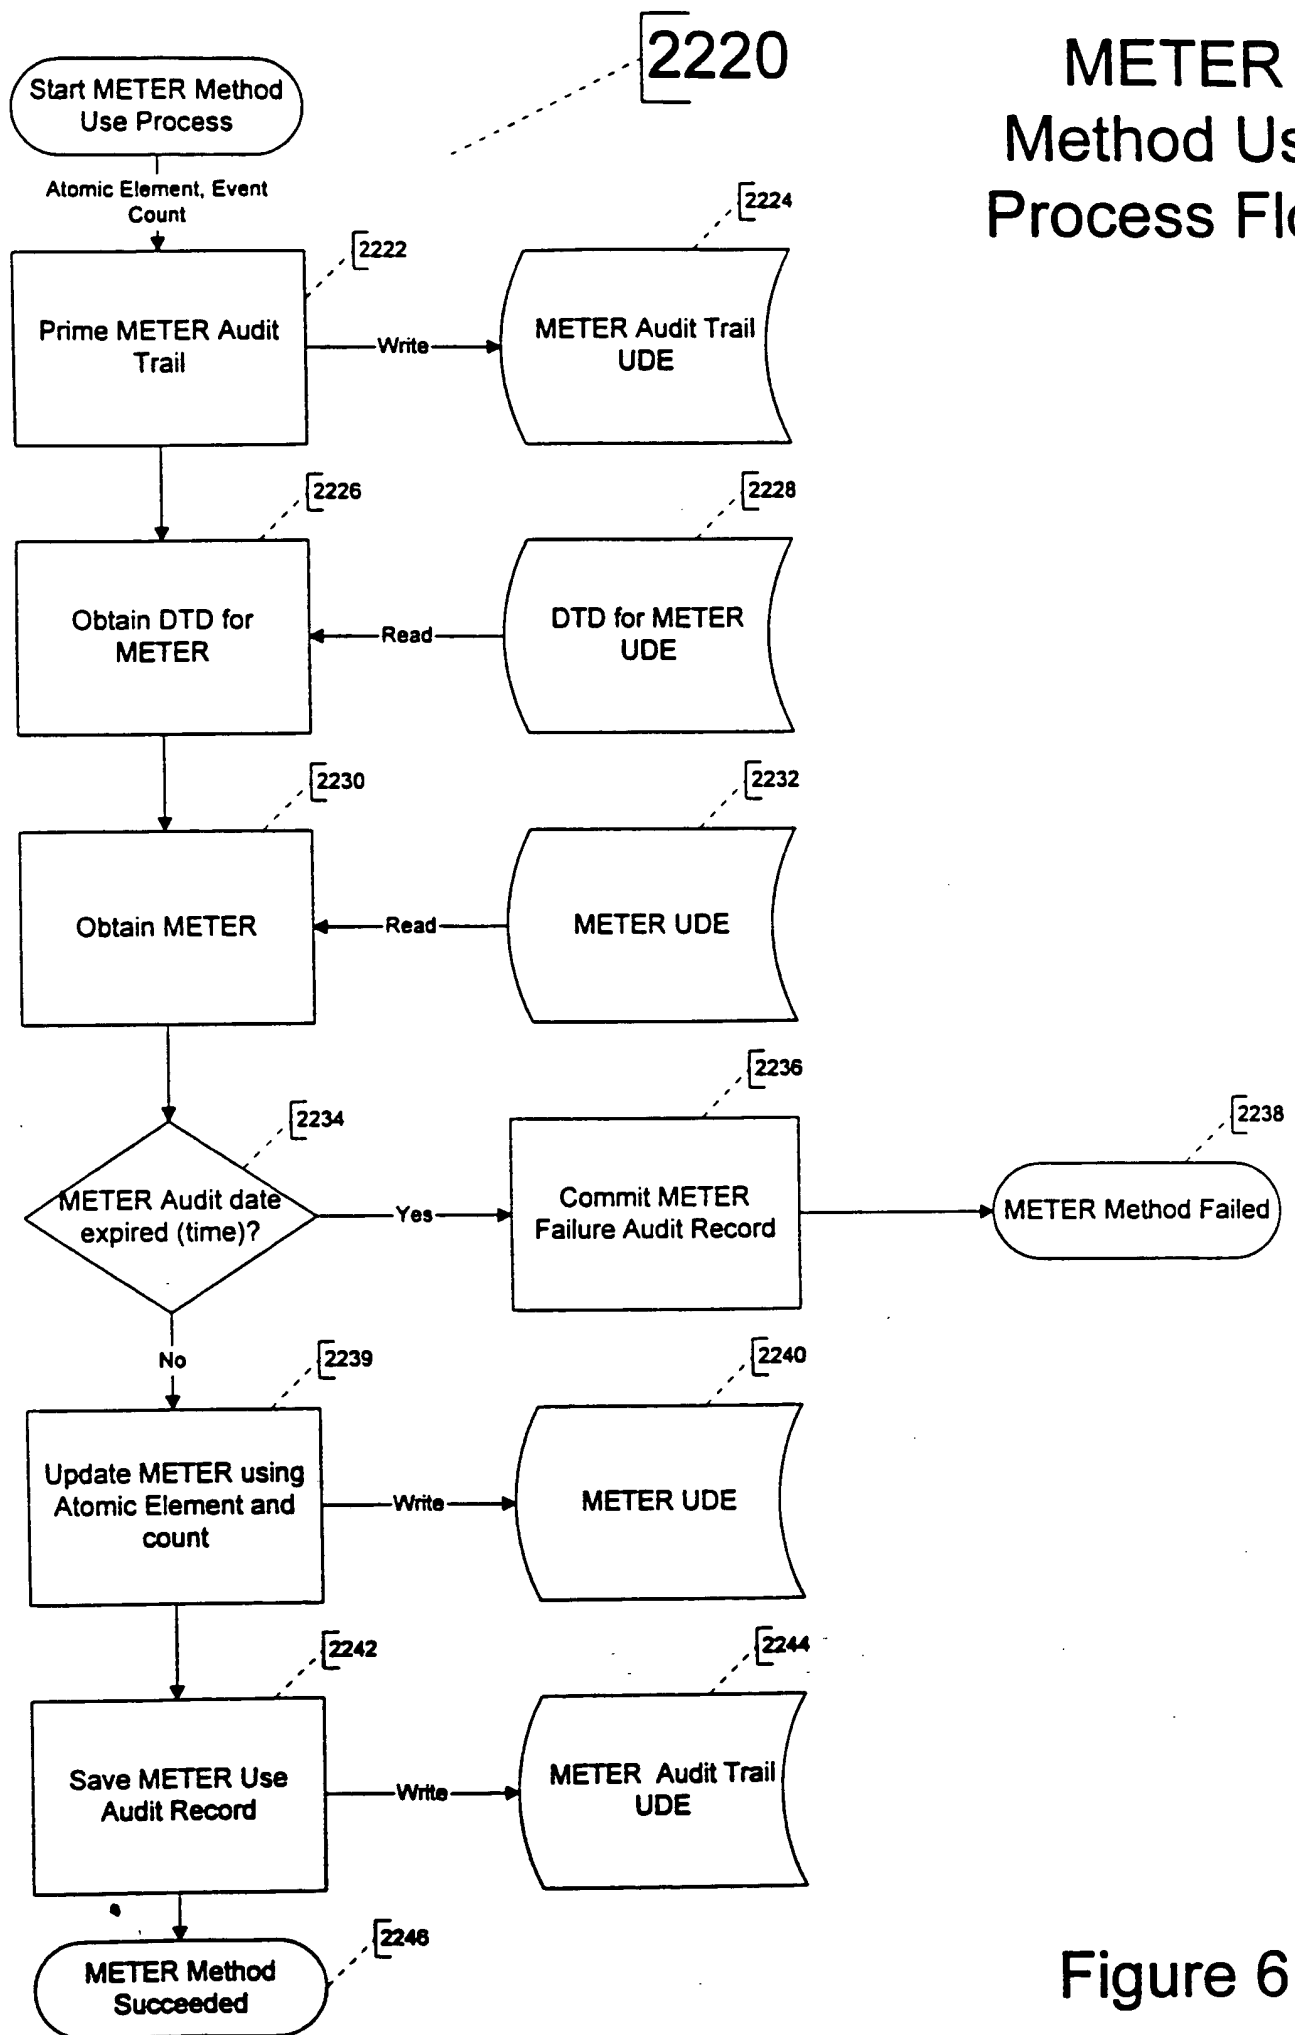 2220
METER
Method Us
Process Flo
Start METER Method
Use Process
Atomic Element, Event
Count
2222
2224
Prime METER Audit
Trail
Write
METER Audit Trail
UDE
2226
2228
Obtain DTD for
METER
Read
DTD for METER
UDE
2230
2232
Obtain METER
Read
METER UDE
2234
2236
2238
METER Audit date
expired (time)?
Yes
Commit METER
Failure Audit Record
METER Method Failed
No
2239
2240
Update METER using
Atomic Element and
count
Write
METER UDE
2242
2244
Save METER Use
Audit Record
Write
METER Audit Trail
UDE
2246
METER Method
Succeeded
Figure 6